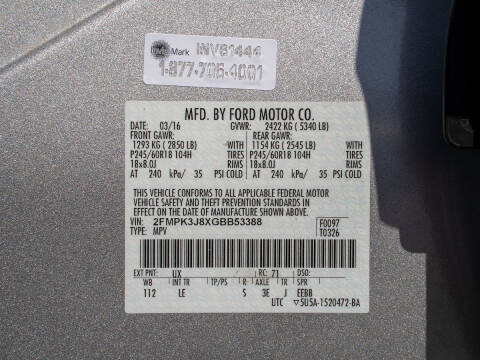 Mark INV61444
1-877-706-4001
MFD. BY FORD MOTOR CO.
DATE: 03/16 GVWR: 2422 KG ( 5340 LB)
FRONT GAWR: REAR GAWR:
1293 KG ( 2850 LB) WITH 1154 KG ( 2545 LB) WITH
P245/60R18 104H TIRES P245/60R18 104H TIRES
18x8.0J RIMS 18x8.0J RIMS
AT 240 kPa/ 35 PSI COLD AT 240 kPa/ 35 PSI COLD
THIS VEHICLE CONFORMS TO ALL APPLICABLE FEDERAL MOTOR
VEHICLE SAFETY AND THEFT PREVENTION STANDARDS IN
EFFECT ON THE DATE OF MANUFACTURE SHOWN ABOVE.
VIN: 2FMPK3J8XGBB53388 F0097
TYPE: MPV T0326
EXT PNT: UX RC: 71 DSO:
WB INT TR TP/PS R AXLE TR SPR
112 LE S 3E J EEBB
UTC ▽5U5A-1520472-BA